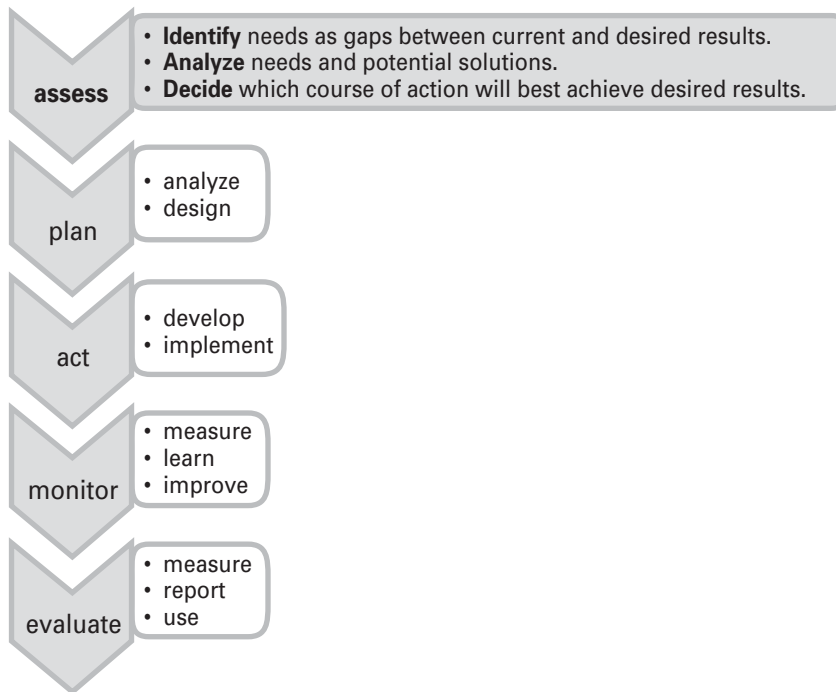 assess
• Identify needs as gaps between current and desired results.
• Analyze needs and potential solutions.
• Decide which course of action will best achieve desired results.
plan
• analyze
• design
act
• develop
• implement
monitor
• measure
• learn
• improve
evaluate
• measure
• report
• use